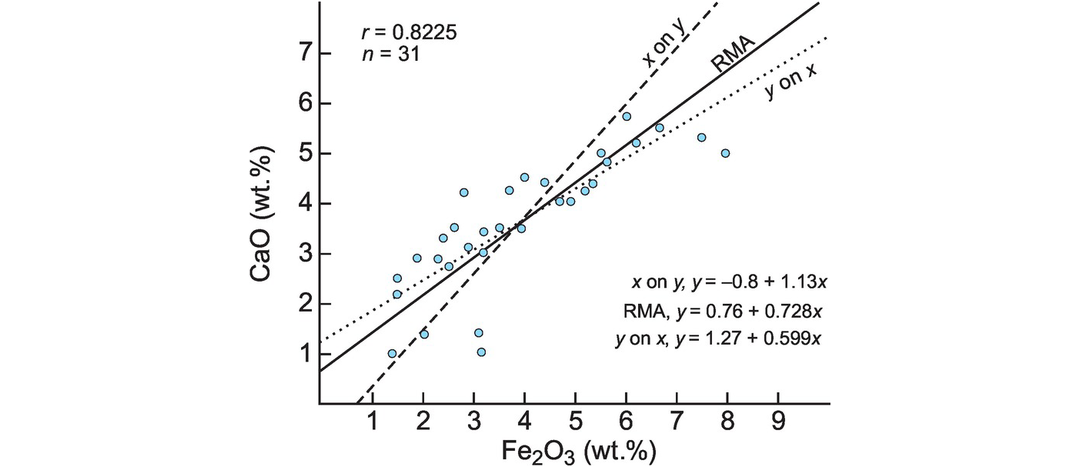 r = 0.8225
n = 31
x on y
RMA
y on x
7
6
5
4
3
2
1
CaO (wt.%)
x on y, y = –0.8 + 1.13x
RMA, y = 0.76 + 0.728x
y on x, y = 1.27 + 0.599x
1 2 3 4 5 6 7 8 9
Fe₂O₃ (wt.%)